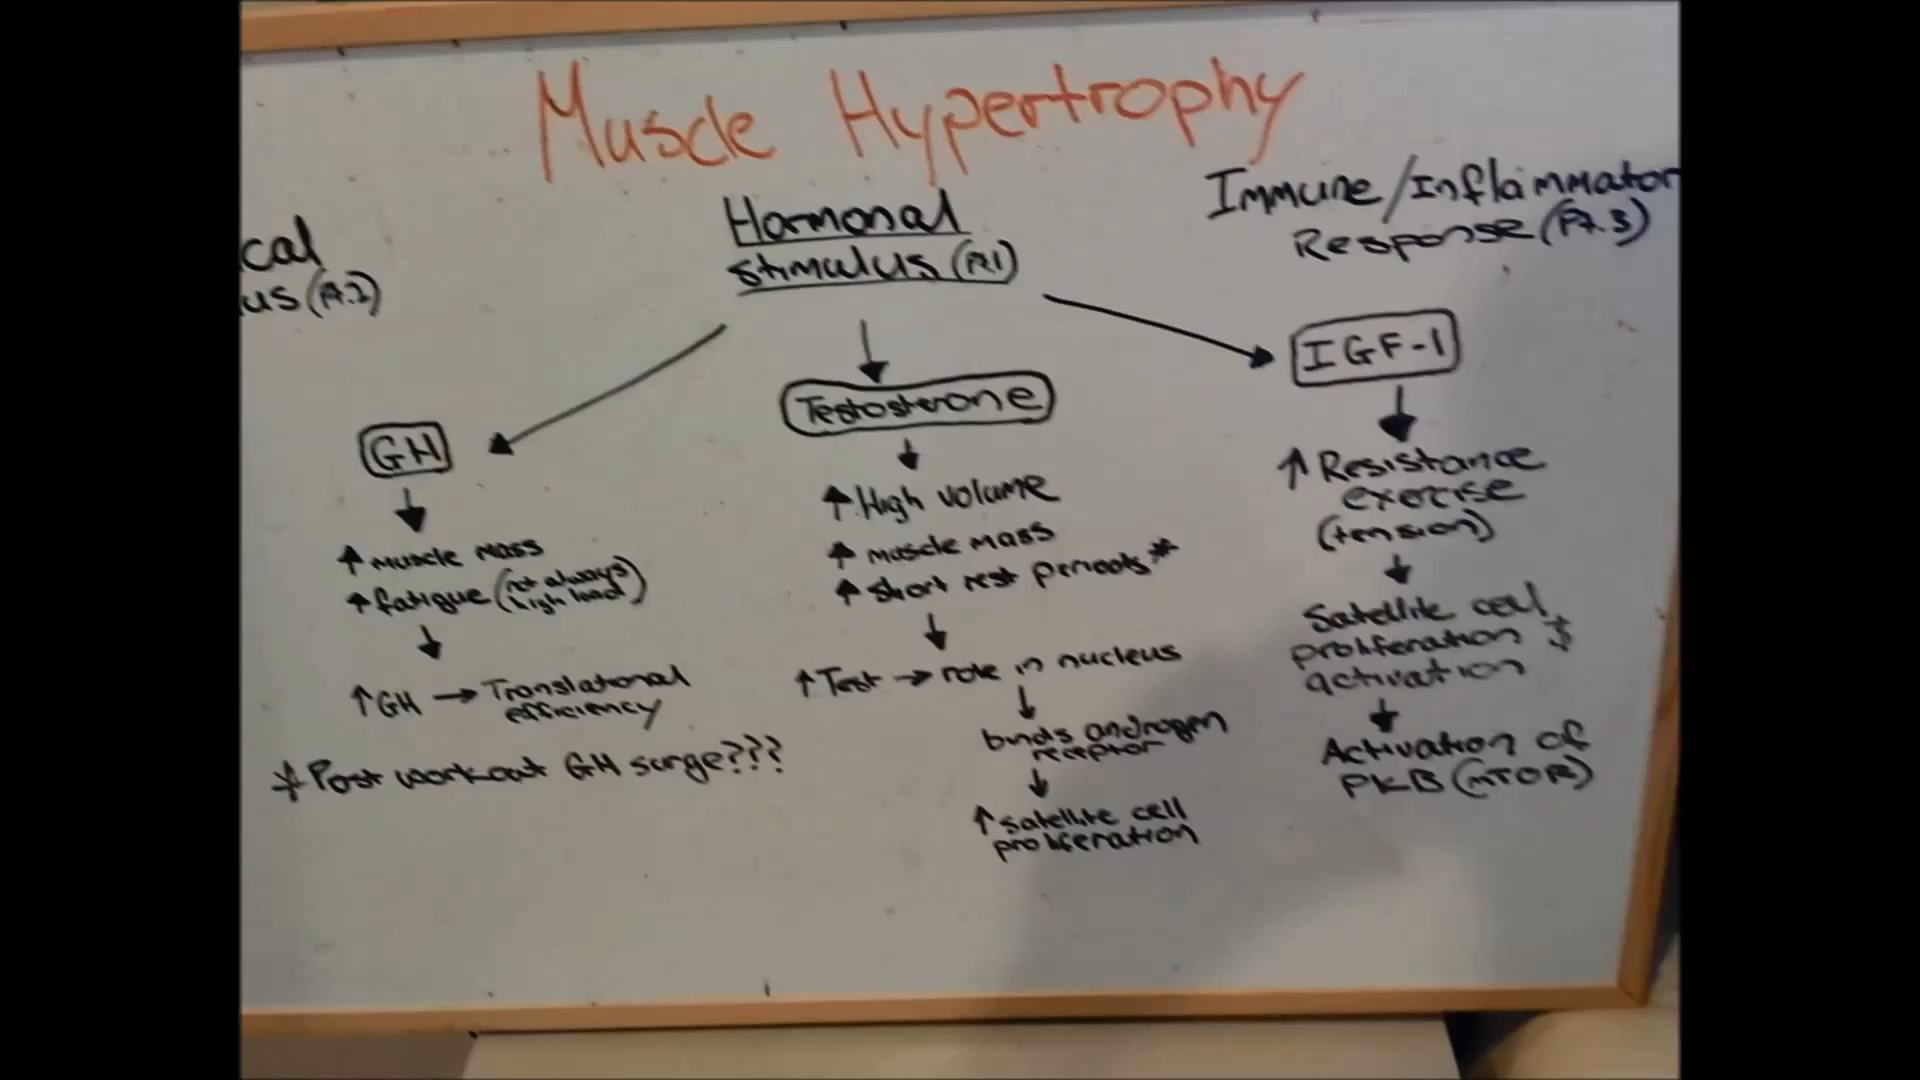 Muscle Hypertrophy
cal
us (Pt.2)
Hormonal
stimulus (Pt.1)
Immune/Inflammator
Response (Pt.3)
GH
↑ muscle mass
↑ fatigue (not always
high load)
↑ GH → Translational
efficiency
* Post workout GH surge???
Testosterone
↑ High volume
↑ muscle mass
↑ short rest periods*
↑ Test → role in nucleus
binds androgen
receptor
↑ satellite cell
proliferation
IGF-1
↑ Resistance
exercise
(tension)
Satellite cell
proliferation &
activation
Activation of
PKB (mTOR)